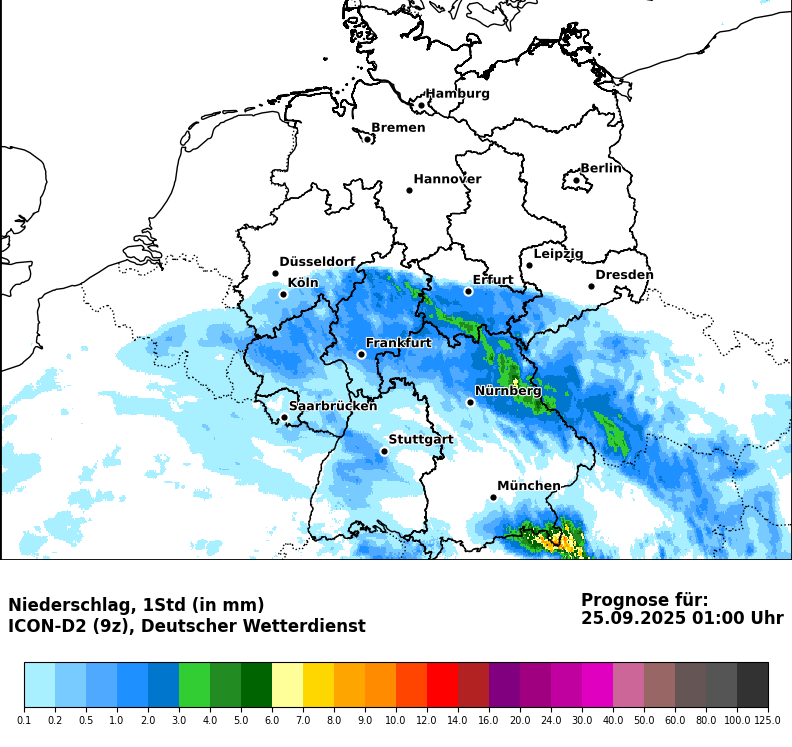 Hamburg
Bremen
Berlin
Hannover
Leipzig
Düsseldorf
Dresden
Köln
Erfurt
Frankfurt
Nürnberg
Saarbrücken
Stuttgart
München
Niederschlag, 1Std (in mm)
ICON-D2 (9z), Deutscher Wetterdienst
Prognose für:
25.09.2025 01:00 Uhr
0.1 0.2 0.5 1.0 2.0 3.0 4.0 5.0 6.0 7.0 8.0 9.0 10.0 12.0 14.0 16.0 20.0 24.0 30.0 40.0 50.0 60.0 80.0 100.0 125.0